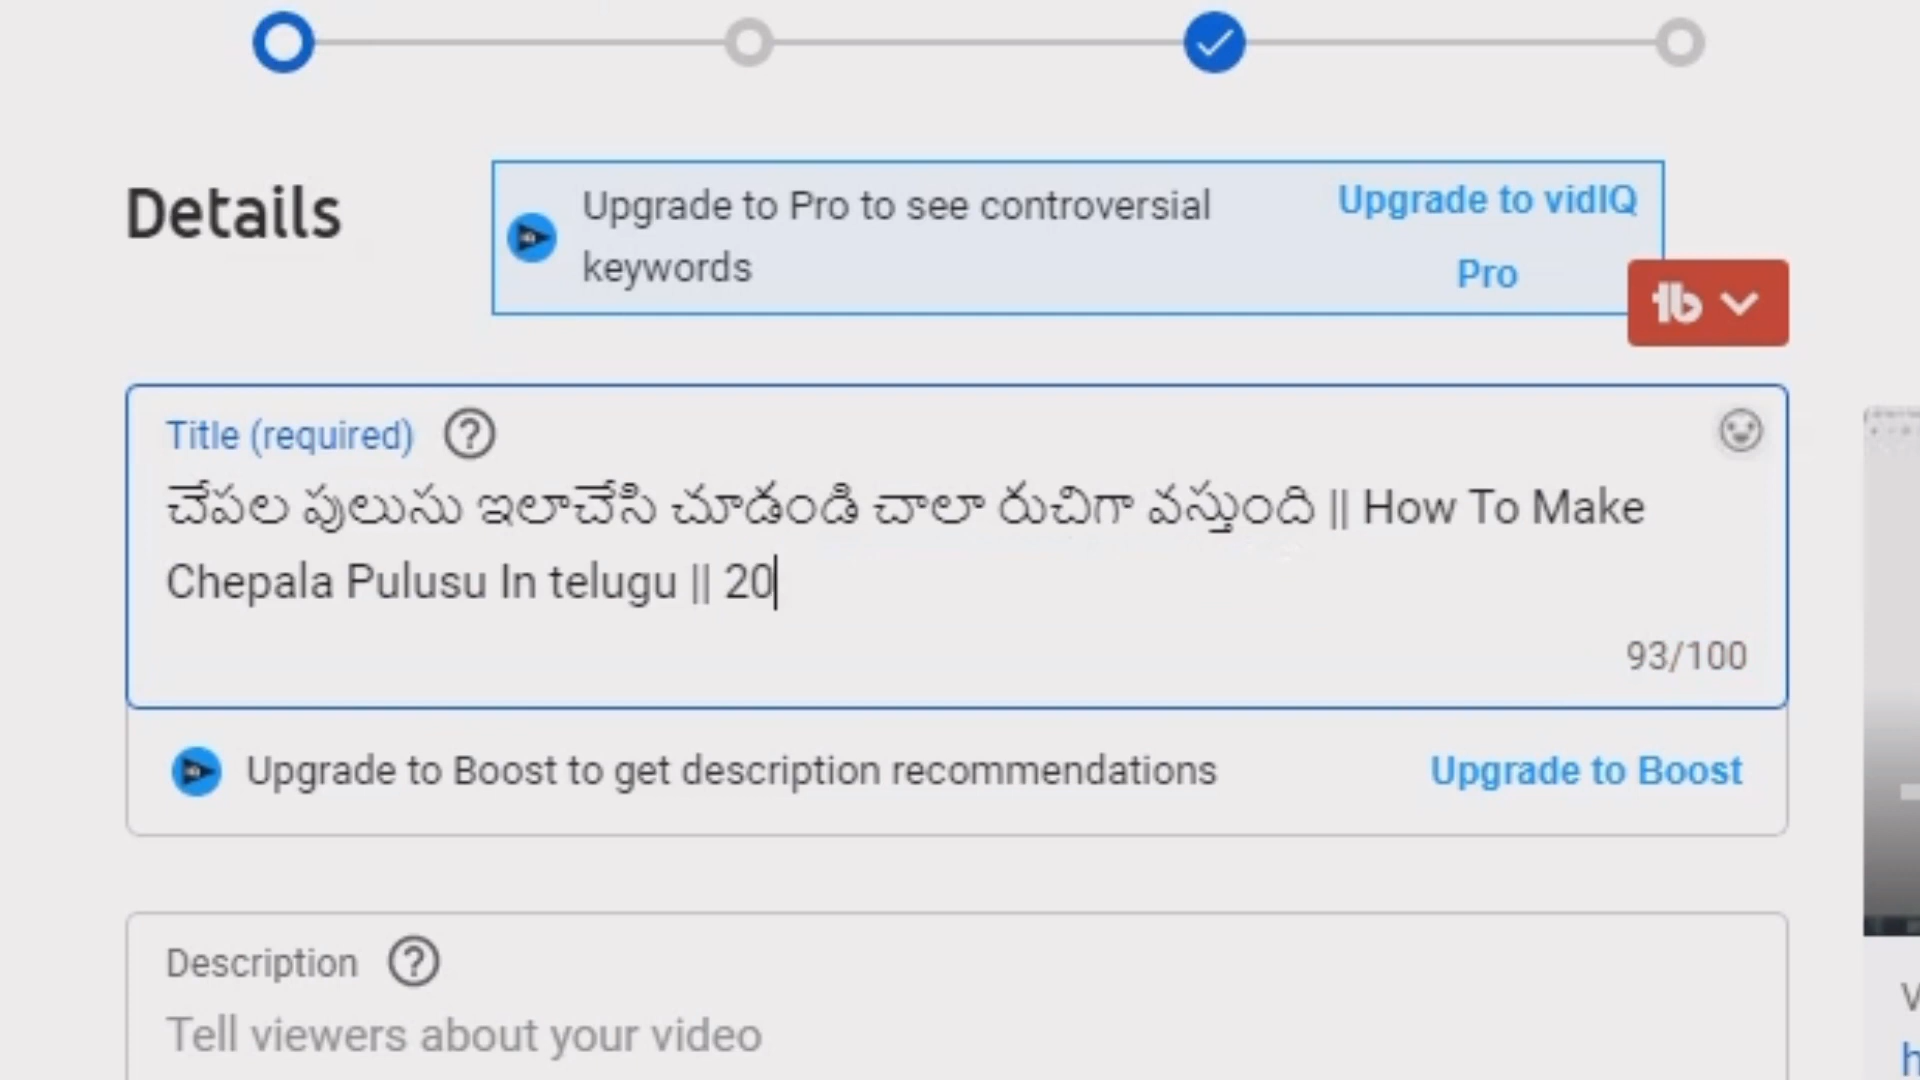 Details
Upgrade to Pro to see controversial
keywords
Upgrade to vidIQ
Pro
Title (required)
చేపల పులుసు ఇలాచేసి చూడండి చాలా రుచిగా వస్తుంది || How To Make
Chepala Pulusu In telugu || 20
93/100
Upgrade to Boost to get description recommendations
Upgrade to Boost
Description
Tell viewers about your video